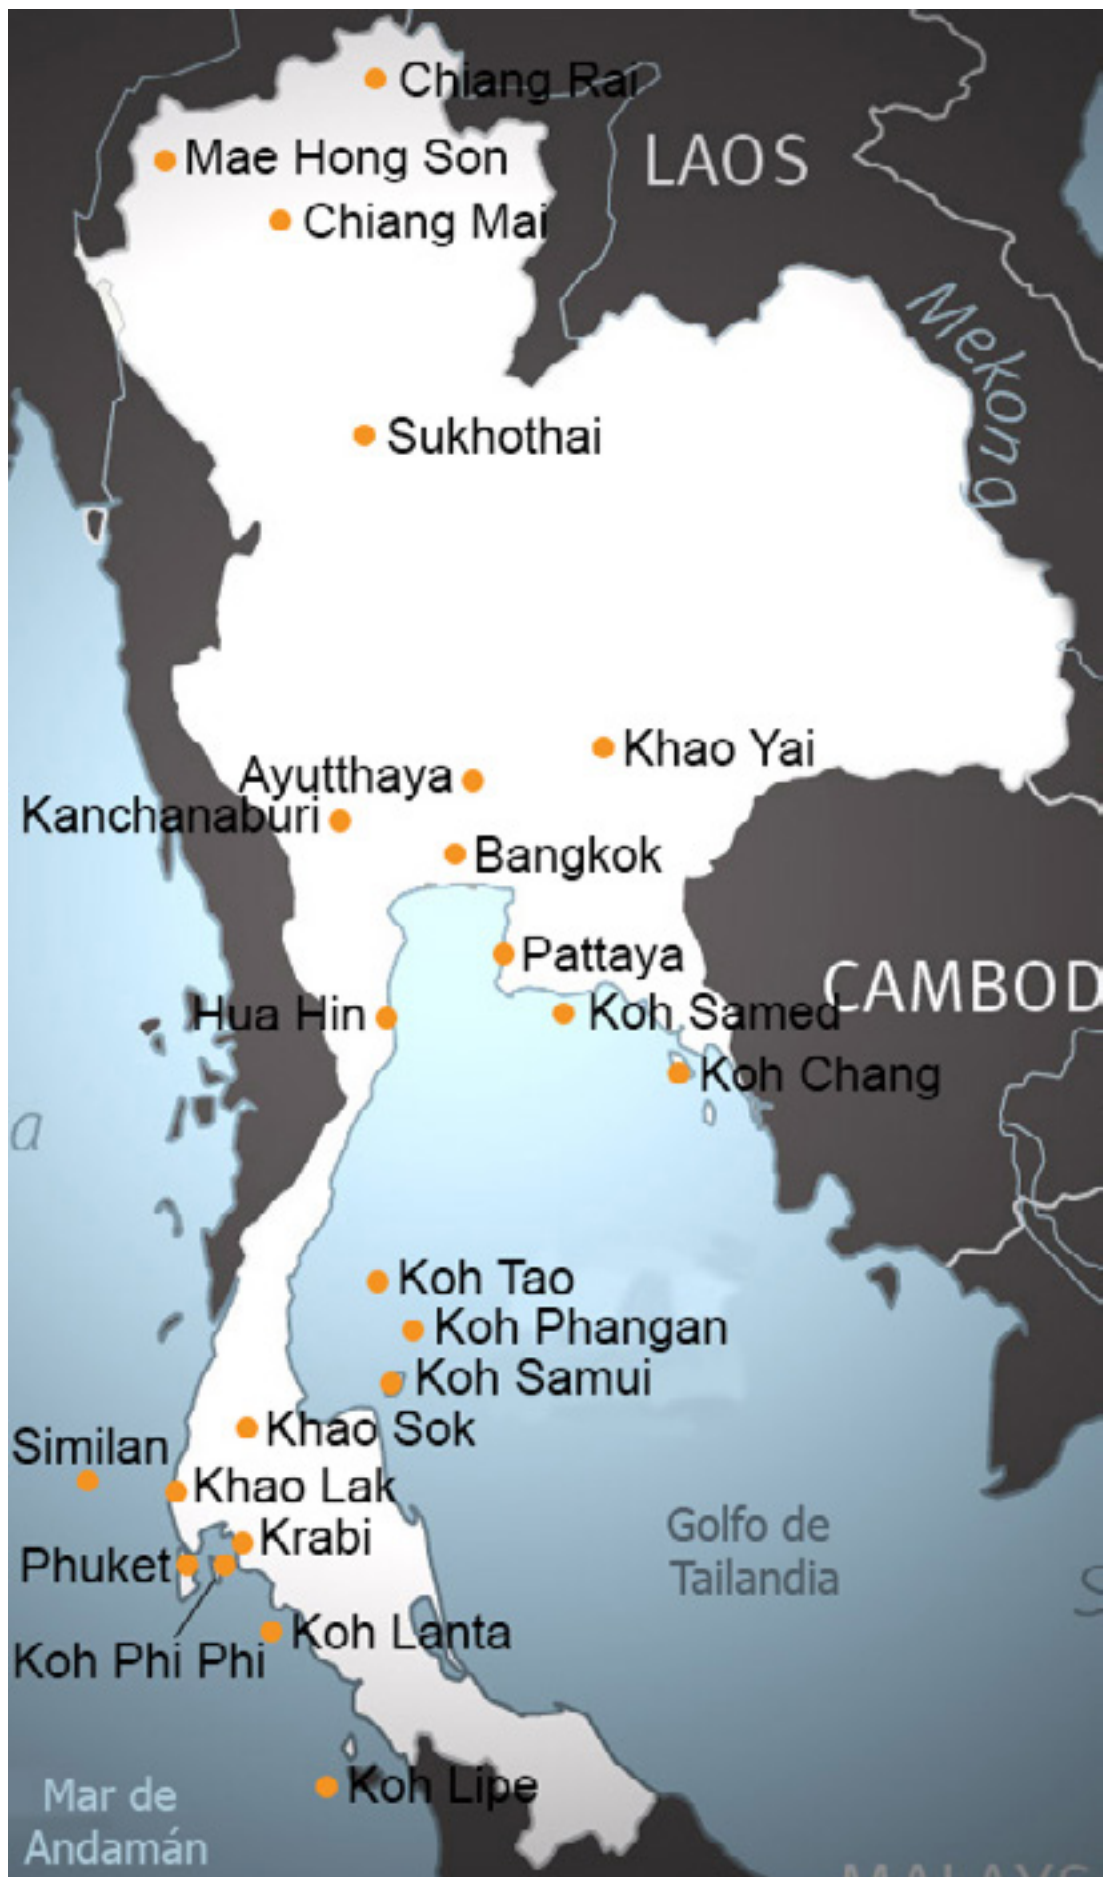 Chiang Rai
LAOS
Mae Hong Son
Chiang Mai
Mekong
Sukhothai
Khao Yai
Ayutthaya
Kanchanaburi
Bangkok
Pattaya
CAMBOD
Hua Hin
Koh Samed
Koh Chang
a
Koh Tao
Koh Phangan
Koh Samui
Khao Sok
Similan
Khao Lak
Golfo de
Tailandia
Krabi
Phuket
S
Koh Lanta
Koh Phi Phi
Koh Lipe
Mar de
Andamán
MALAYS